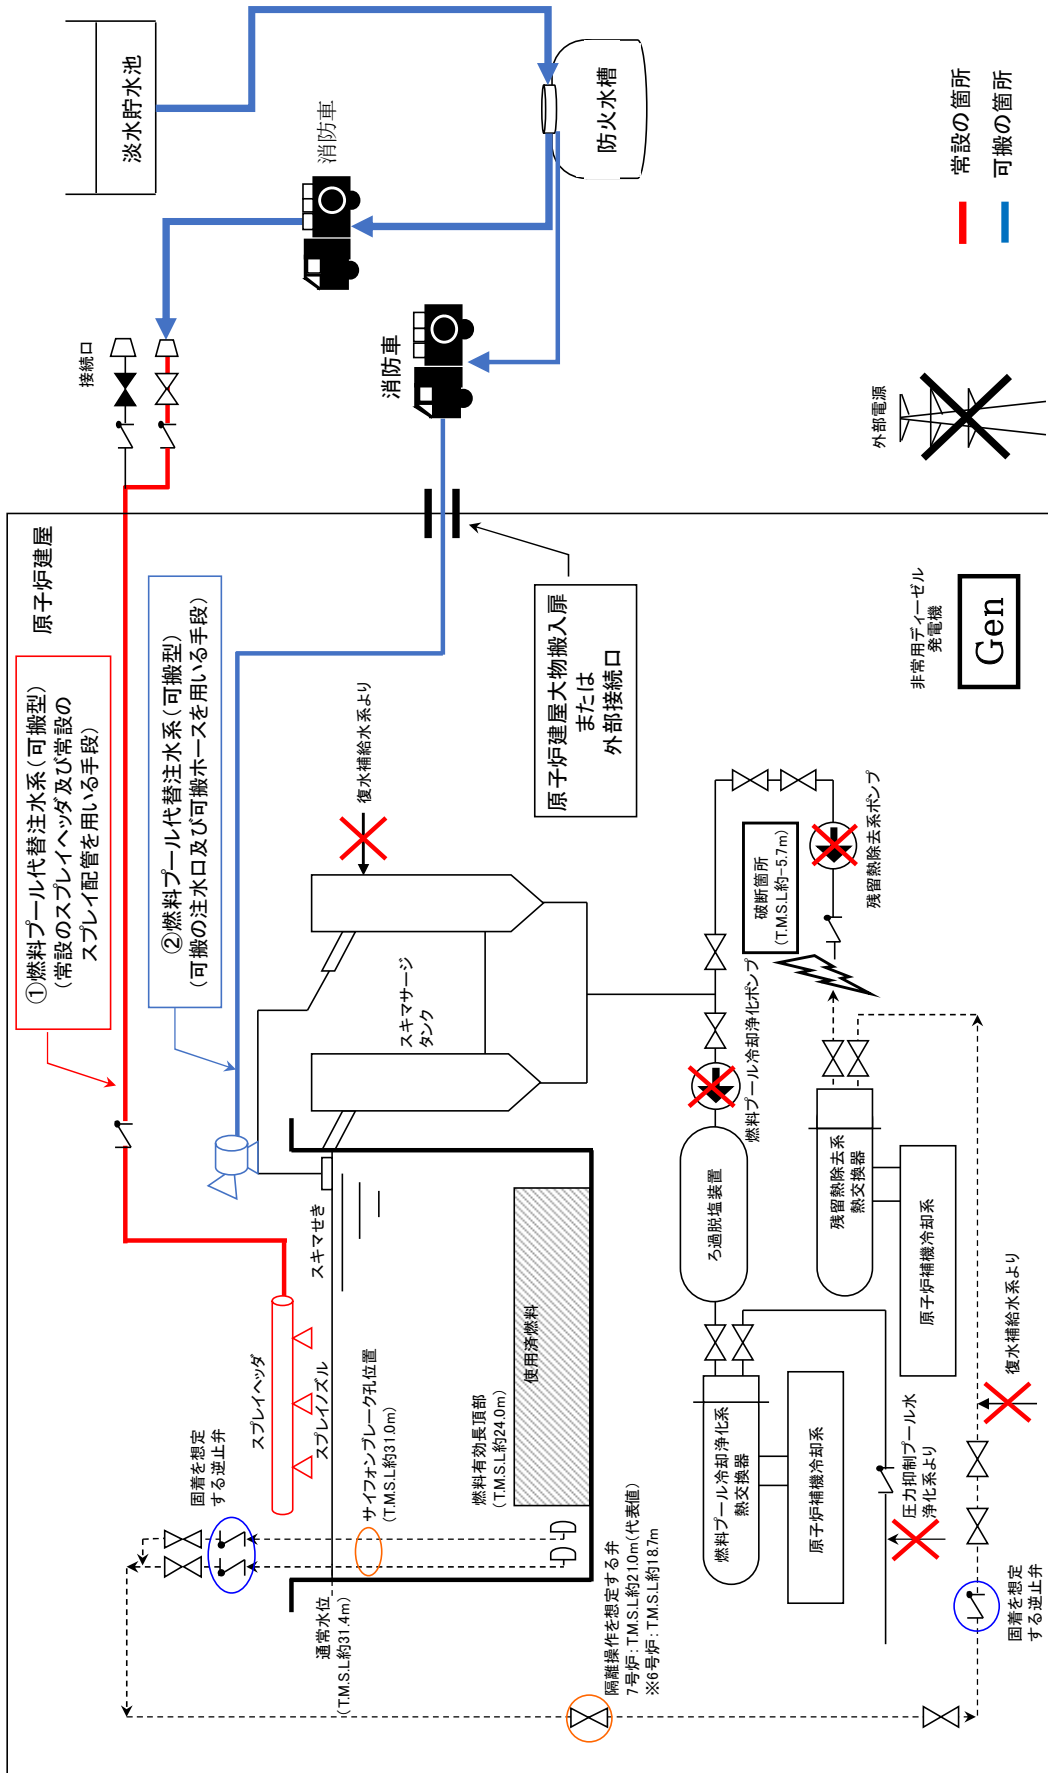 原子炉建屋
①燃料プール代替注水系(可搬型)
(常設のスプレイヘッダ及び常設の
スプレイ配管を用いる手段)
②燃料プール代替注水系(可搬型)
(可搬の注水口及び可搬ホースを用いる手段)
接続口
消防車
淡水貯水池
消防車
防火水槽
原子炉建屋大物搬入扉
または
外部接続口
常設の箇所
可搬の箇所
外部電源
非常用ディーゼル
発電機
Gen
固着を想定
する逆止弁
スプレイヘッダ
スプレイノズル
スキマせき
スキマサージ
タンク
復水補給水系より
通常水位
(T.M.S.L約31.4m)
サイフォンブレーク孔位置
(T.M.S.L約31.0m)
燃料有効長頂部
(T.M.S.L約24.0m)
使用済燃料
隔離操作を想定する弁
7号炉：T.M.S.L約21.0m(代表値)
※6号炉：T.M.S.L約18.7m
燃料プール冷却浄化系
熱交換器
原子炉補機冷却系
ろ過脱塩装置
燃料プール冷却浄化ポンプ
破断箇所
(T.M.S.L約−5.7m)
残留熱除去系ポンプ
残留熱除去系
熱交換器
原子炉補機冷却系
圧力抑制プール水
浄化系より
復水補給水系より
固着を想定
する逆止弁